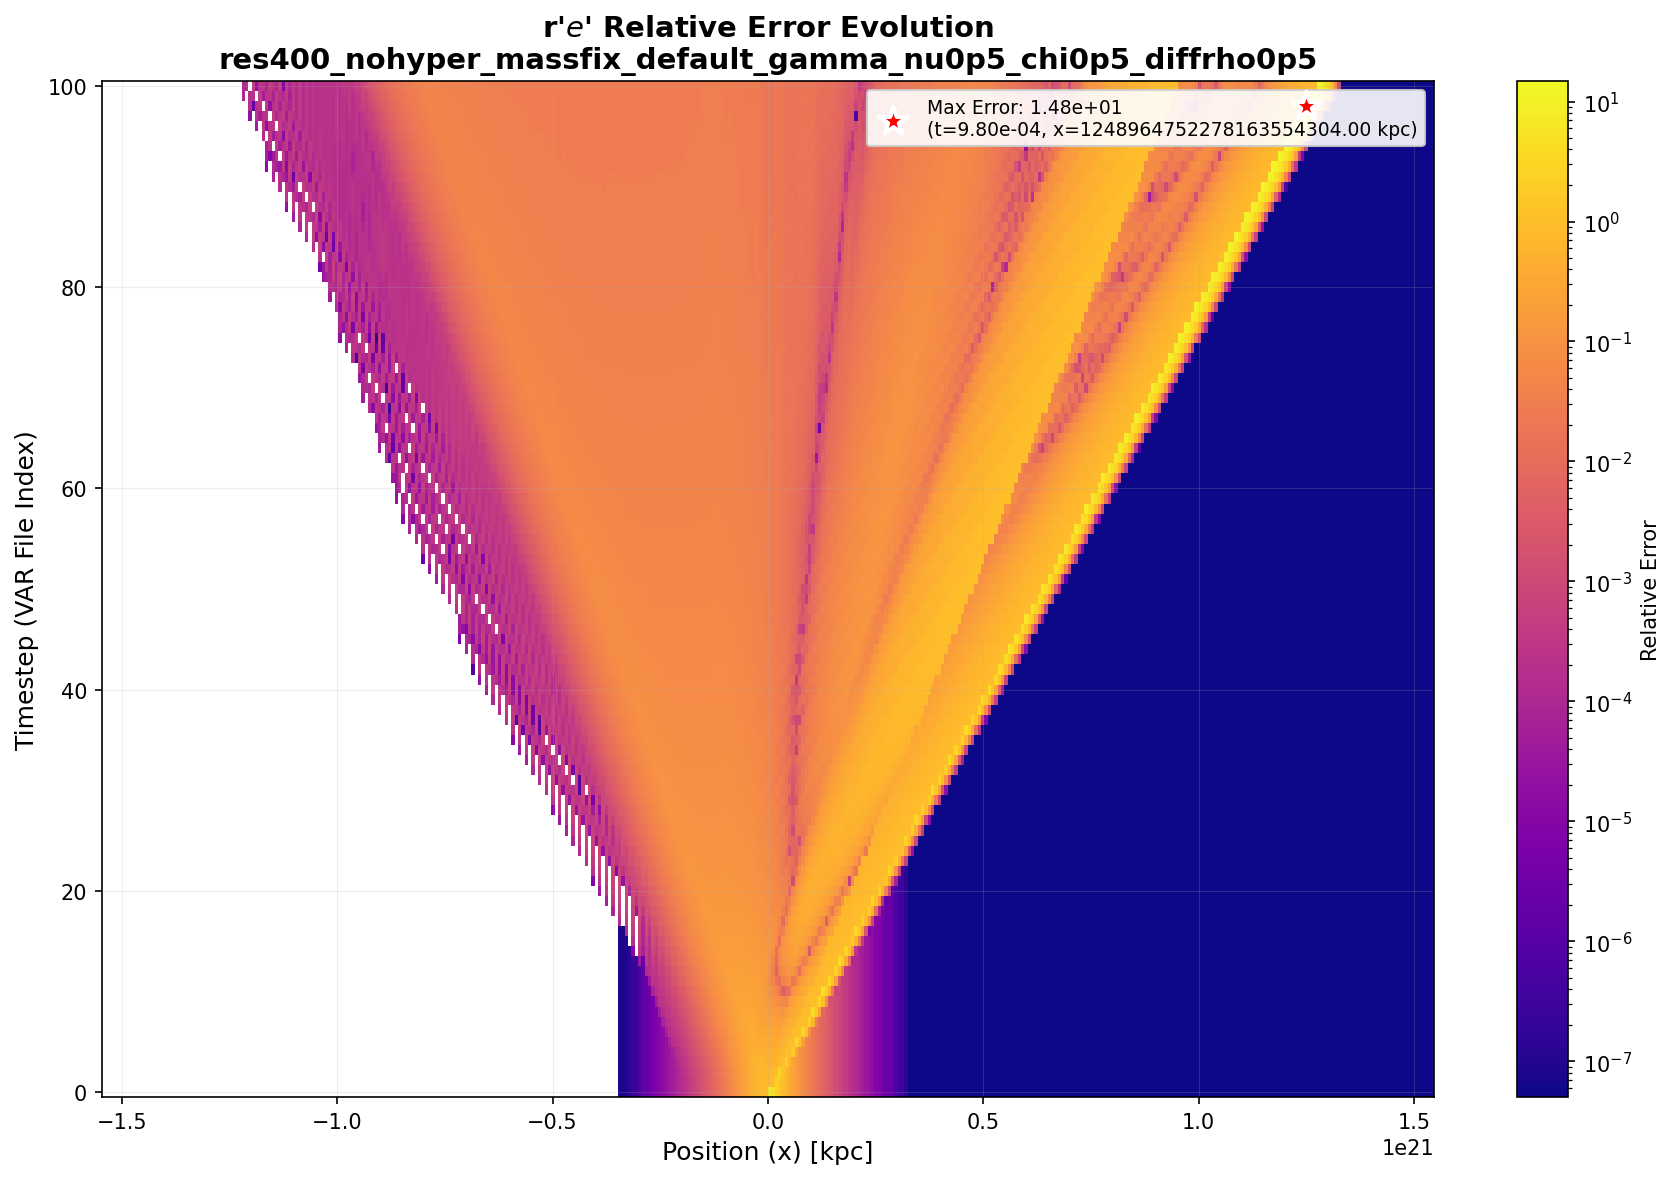 r'e' Relative Error Evolution
res400_nohyper_massfix_default_gamma_nu0p5_chi0p5_diffrho0p5
Max Error: 1.48e+01
(t=9.80e-04, x=1248964752278163554304.00 kpc)
100
80
60
40
20
0
Timestep (VAR File Index)
−1.5
−1.0
−0.5
0.0
0.5
1.0
1.5
1e21
Position (x) [kpc]
10¹
10⁰
10⁻¹
10⁻²
10⁻³
10⁻⁴
10⁻⁵
10⁻⁶
10⁻⁷
Relative Error